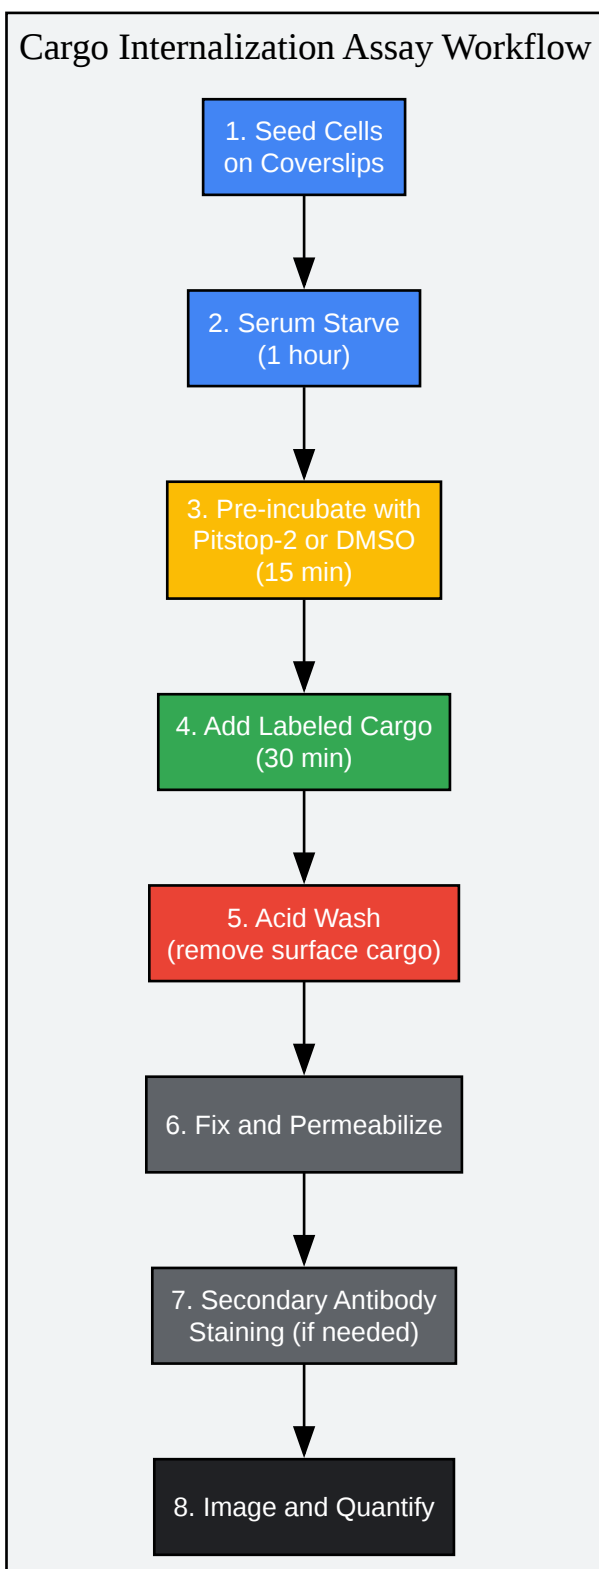 Cargo Internalization Assay Workflow
1. Seed Cells
on Coverslips
2. Serum Starve
(1 hour)
3. Pre-incubate with
Pitstop-2 or DMSO
(15 min)
4. Add Labeled Cargo
(30 min)
5. Acid Wash
(remove surface cargo)
6. Fix and Permeabilize
7. Secondary Antibody
Staining (if needed)
8. Image and Quantify